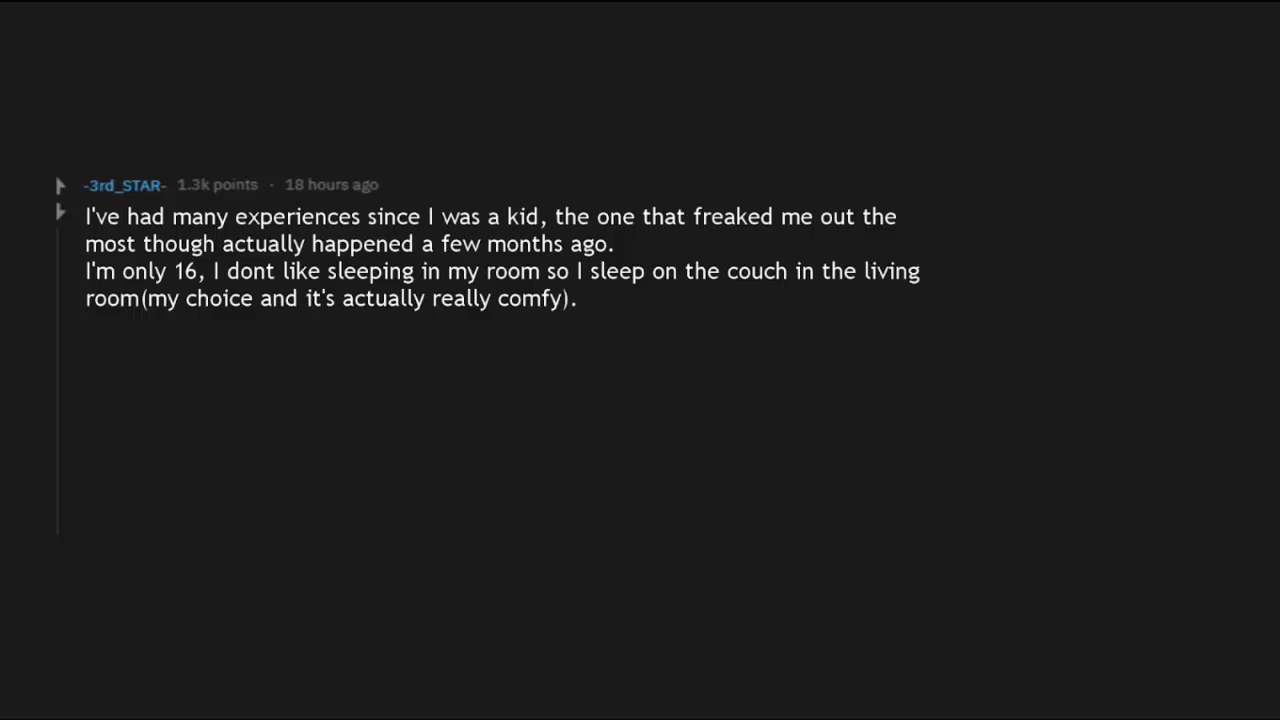 -3rd_STAR- 1.3k points · 18 hours ago
I've had many experiences since I was a kid, the one that freaked me out the
most though actually happened a few months ago.
I'm only 16, I dont like sleeping in my room so I sleep on the couch in the living
room(my choice and it's actually really comfy).